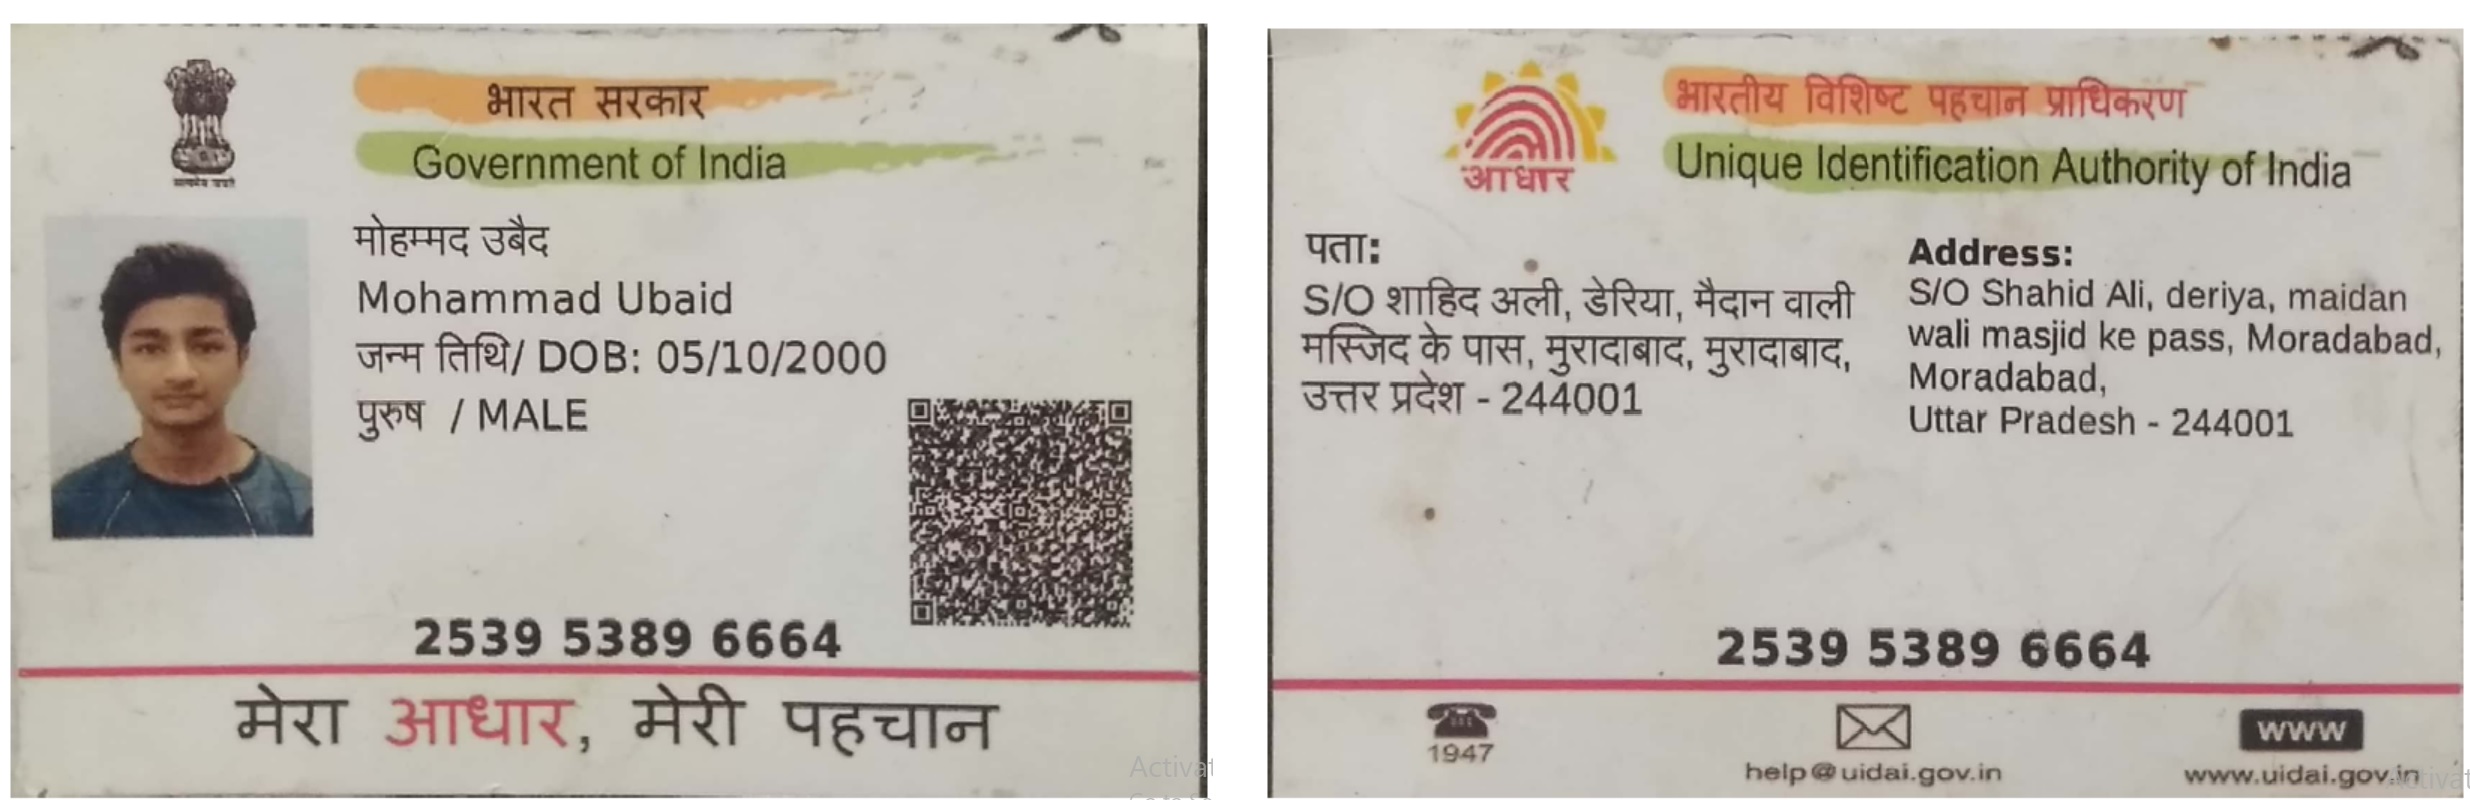 भारत सरकार
Government of India
मोहम्मद उबैद
Mohammad Ubaid
जन्म तिथि/ DOB: 05/10/2000
पुरुष / MALE
2539 5389 6664
मेरा आधार, मेरी पहचान
भारतीय विशिष्ट पहचान प्राधिकरण
Unique Identification Authority of India
आधार
पता:
S/O शाहिद अली, डेरिया, मैदान वाली
मस्जिद के पास, मुरादाबाद, मुरादाबाद,
उत्तर प्रदेश - 244001
Address:
S/O Shahid Ali, deriya, maidan
wali masjid ke pass, Moradabad,
Moradabad,
Uttar Pradesh - 244001
2539 5389 6664
1947
help@uidai.gov.in
www
www.uidai.gov.in